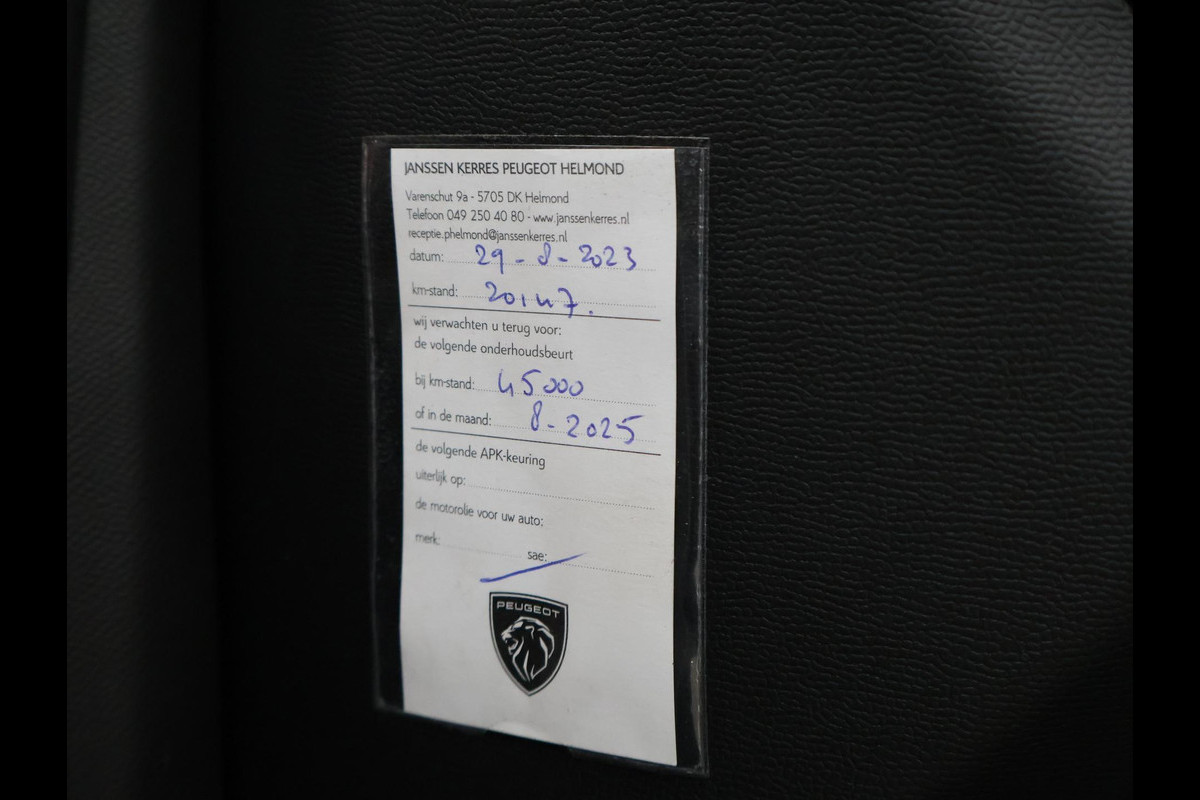 JANSSEN KERRES PEUGEOT HELMOND
Varenschut 9a - 5705 DK Helmond
Telefoon 049 250 40 80 - www.janssenkerres.nl
receptie.phelmond@janssenkerres.nl
datum: 29-8-2023
km-stand: 20147.
wij verwachten u terug voor:
de volgende onderhoudsbeurt
bij km-stand: 45000
of in de maand: 8-2025
de volgende APK-keuring
uiterlijk op:
de motorolie voor uw auto:
merk: sae:
PEUGEOT